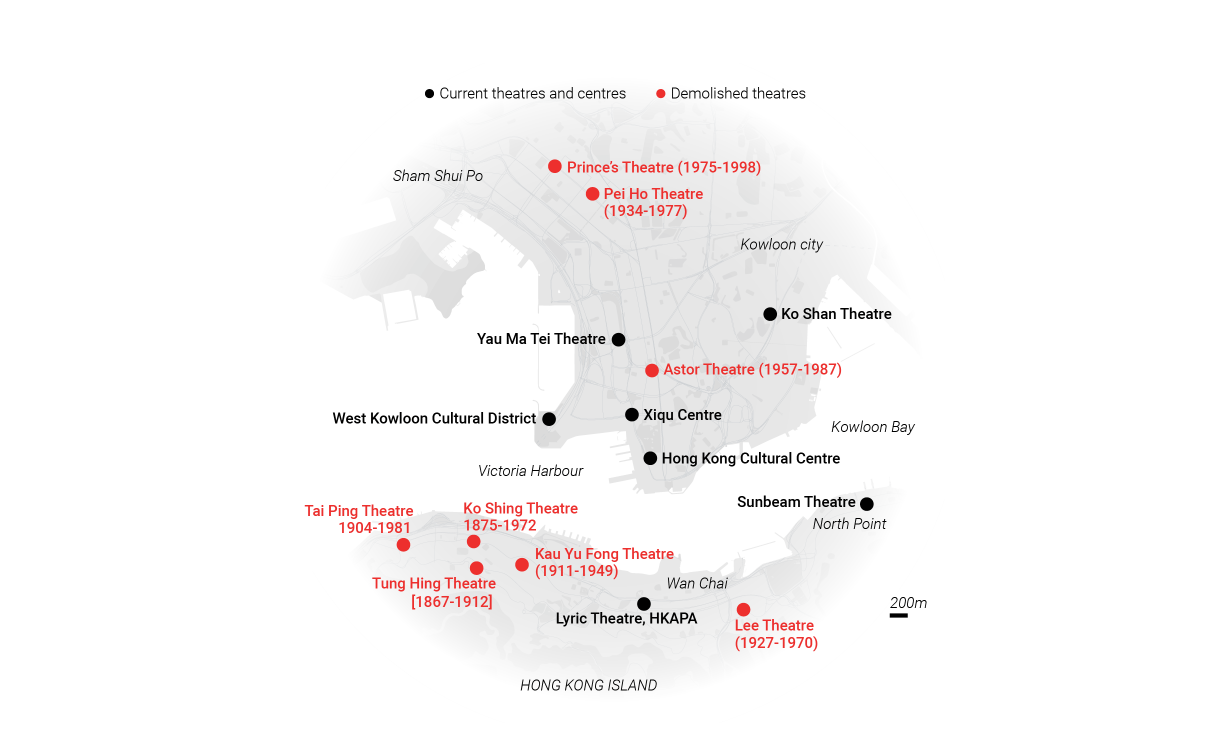 Current theatres and centres
Demolished theatres
Prince’s Theatre (1975-1998)
Sham Shui Po
Pei Ho Theatre
(1934-1977)
Kowloon city
Ko Shan Theatre
Yau Ma Tei Theatre
Astor Theatre (1957-1987)
West Kowloon Cultural District
Xiqu Centre
Kowloon Bay
Hong Kong Cultural Centre
Victoria Harbour
Sunbeam Theatre
North Point
Tai Ping Theatre
1904-1981
Ko Shing Theatre
1875-1972
Kau Yu Fong Theatre
(1911-1949)
Tung Hing Theatre
[1867-1912]
Wan Chai
Lyric Theatre, HKAPA
200m
Lee Theatre
(1927-1970)
HONG KONG ISLAND